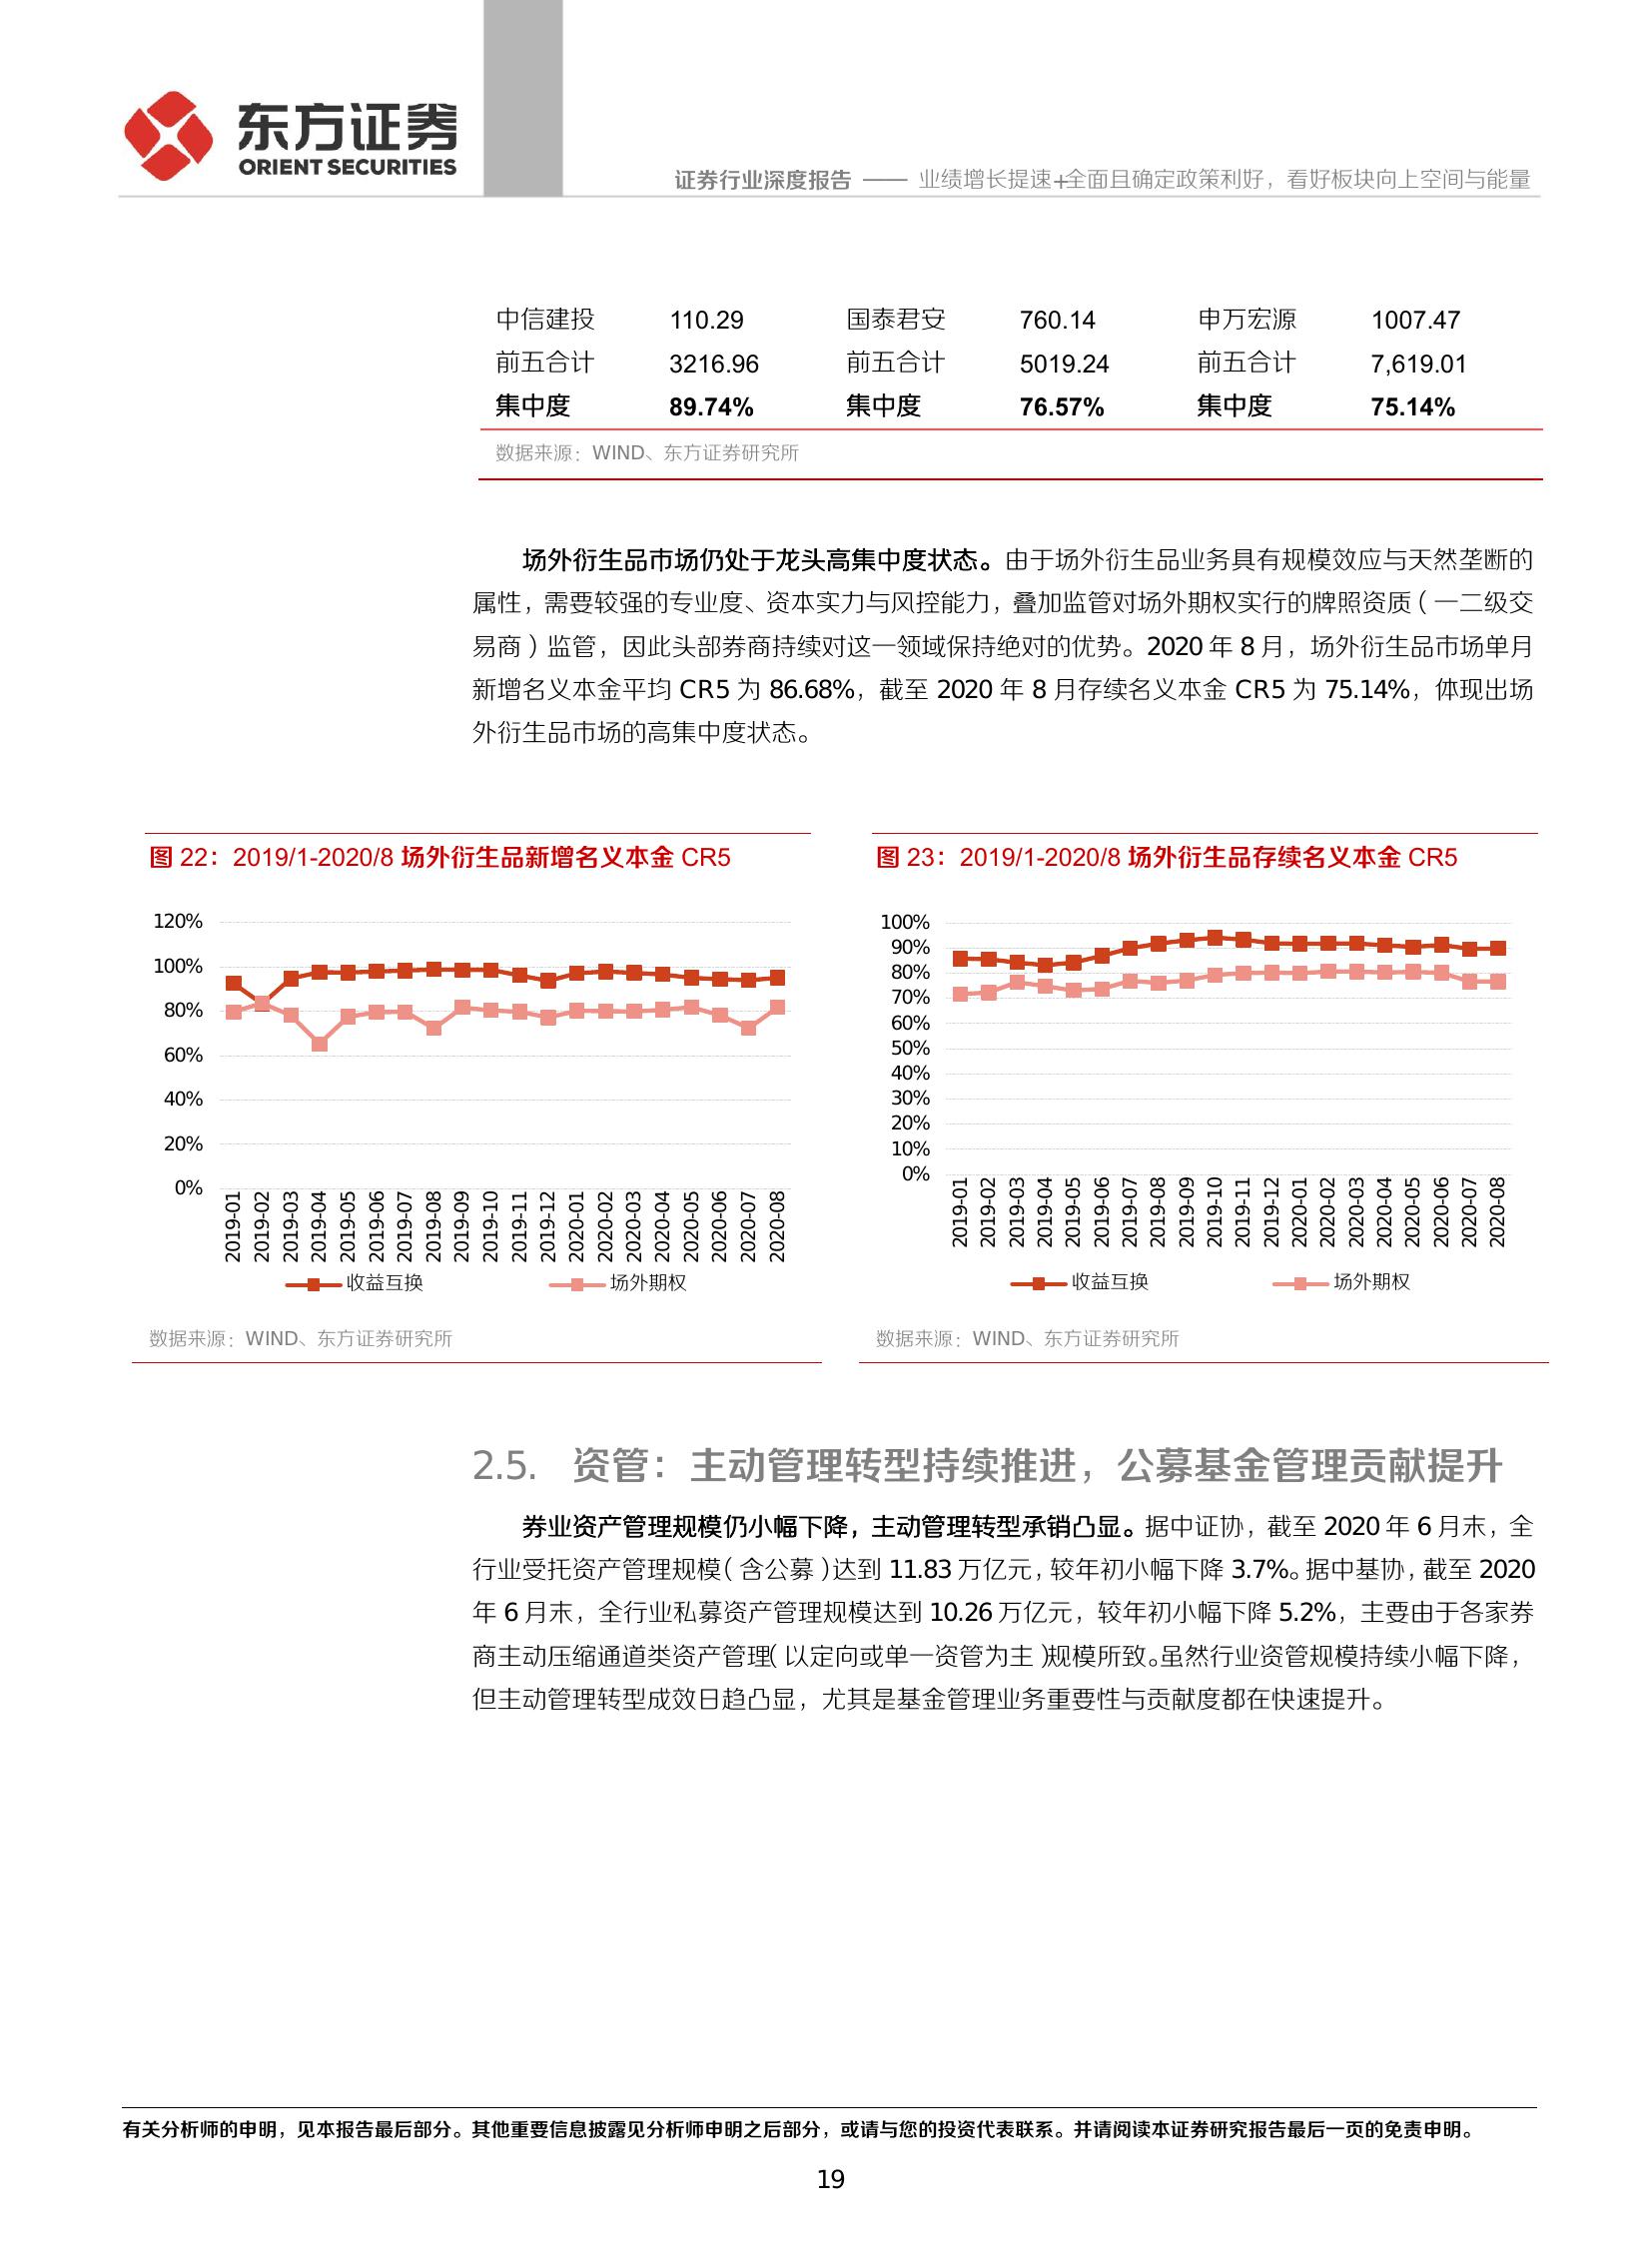 东方证券
ORIENT SECURITIES
证券行业深度报告 —— 业绩增长提速+全面且确定政策利好，看好板块向上空间与能量
中信建投 110.29 国泰君安 760.14 申万宏源 1007.47
前五合计 3216.96 前五合计 5019.24 前五合计 7,619.01
集中度 89.74% 集中度 76.57% 集中度 75.14%
数据来源：WIND、东方证券研究所
场外衍生品市场仍处于龙头高集中度状态。由于场外衍生品业务具有规模效应与天然垄断的
属性，需要较强的专业度、资本实力与风控能力，叠加监管对场外期权实行的牌照资质（一二级交
易商）监管，因此头部券商持续对这一领域保持绝对的优势。2020 年 8 月，场外衍生品市场单月
新增名义本金平均 CR5 为 86.68%，截至 2020 年 8 月存续名义本金 CR5 为 75.14%，体现出场
外衍生品市场的高集中度状态。
图 22：2019/1-2020/8 场外衍生品新增名义本金 CR5
120%
100%
80%
60%
40%
20%
0%
2019-01 2019-02 2019-03 2019-04 2019-05 2019-06 2019-07 2019-08 2019-09 2019-10 2019-11 2019-12 2020-01 2020-02 2020-03 2020-04 2020-05 2020-06 2020-07 2020-08
收益互换 场外期权
数据来源：WIND、东方证券研究所
图 23：2019/1-2020/8 场外衍生品存续名义本金 CR5
100%
90%
80%
70%
60%
50%
40%
30%
20%
10%
0%
2019-01 2019-02 2019-03 2019-04 2019-05 2019-06 2019-07 2019-08 2019-09 2019-10 2019-11 2019-12 2020-01 2020-02 2020-03 2020-04 2020-05 2020-06 2020-07 2020-08
收益互换 场外期权
数据来源：WIND、东方证券研究所
2.5. 资管：主动管理转型持续推进，公募基金管理贡献提升
券业资产管理规模仍小幅下降，主动管理转型承销凸显。据中证协，截至 2020 年 6 月末，全
行业受托资产管理规模（含公募）达到 11.83 万亿元，较年初小幅下降 3.7%。据中基协，截至 2020
年 6 月末，全行业私募资产管理规模达到 10.26 万亿元，较年初小幅下降 5.2%，主要由于各家券
商主动压缩通道类资产管理（以定向或单一资管为主）规模所致。虽然行业资管规模持续小幅下降，
但主动管理转型成效日趋凸显，尤其是基金管理业务重要性与贡献度都在快速提升。
有关分析师的申明，见本报告最后部分。其他重要信息披露见分析师申明之后部分，或请与您的投资代表联系。并请阅读本证券研究报告最后一页的免责申明。
19